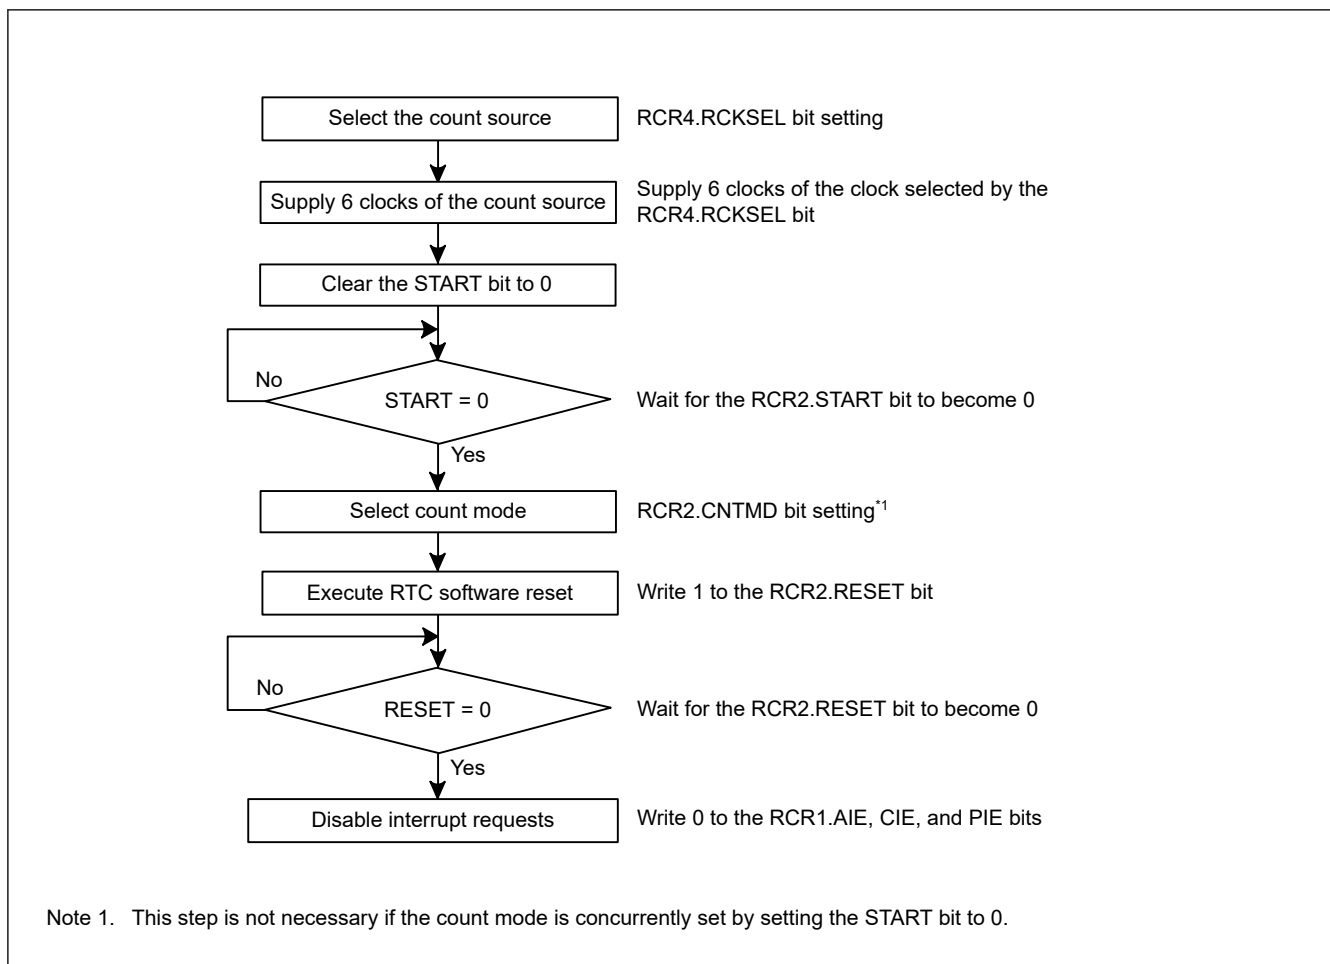 Select the count source
RCR4.RCKSEL bit setting
Supply 6 clocks of the count source
Supply 6 clocks of the clock selected by the
RCR4.RCKSEL bit
Clear the START bit to 0
No
START = 0
Wait for the RCR2.START bit to become 0
Yes
Select count mode
RCR2.CNTMD bit setting*1
Execute RTC software reset
Write 1 to the RCR2.RESET bit
No
RESET = 0
Wait for the RCR2.RESET bit to become 0
Yes
Disable interrupt requests
Write 0 to the RCR1.AIE, CIE, and PIE bits
Note 1. This step is not necessary if the count mode is concurrently set by setting the START bit to 0.